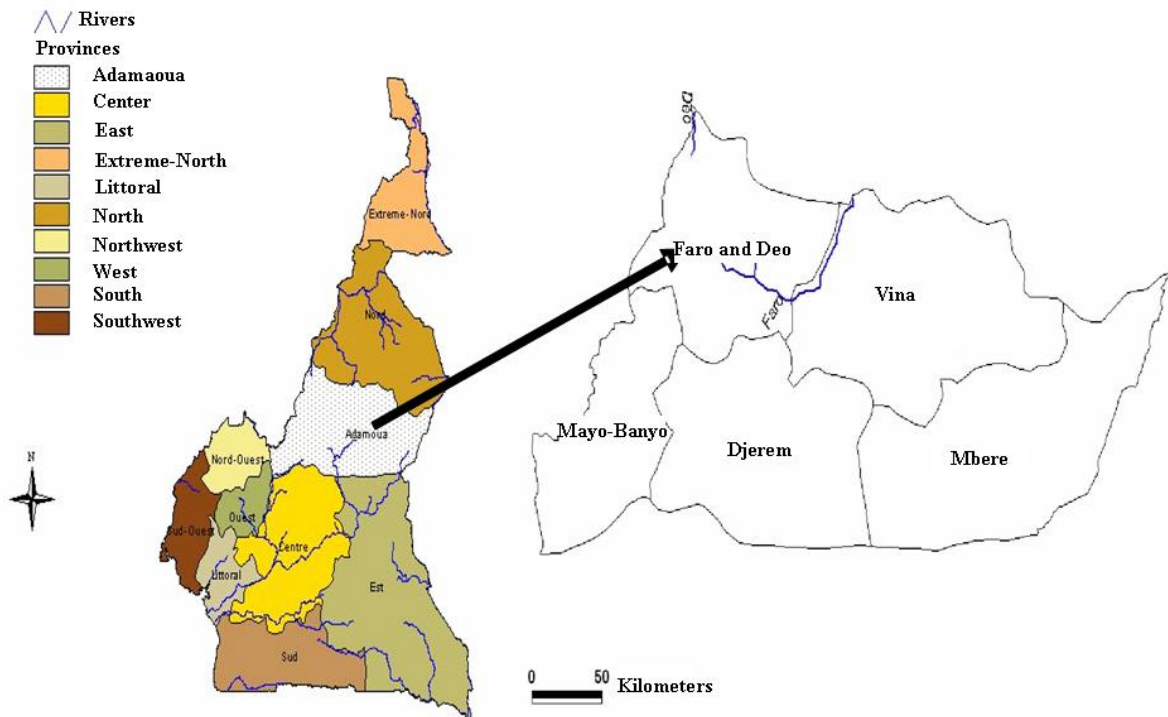 Rivers
Provinces
Adamaoua
Center
East
Extreme-North
Littoral
North
Northwest
West
South
Southwest
Extreme-Nord
Nord
Adamoua
Nord-Ouest
Sud-Ouest
Ouest
Centre
Littoral
Est
Sud
N
Deo
Faro and Deo
Faro
Vina
Mayo-Banyo
Djerem
Mbere
0 50
Kilometers